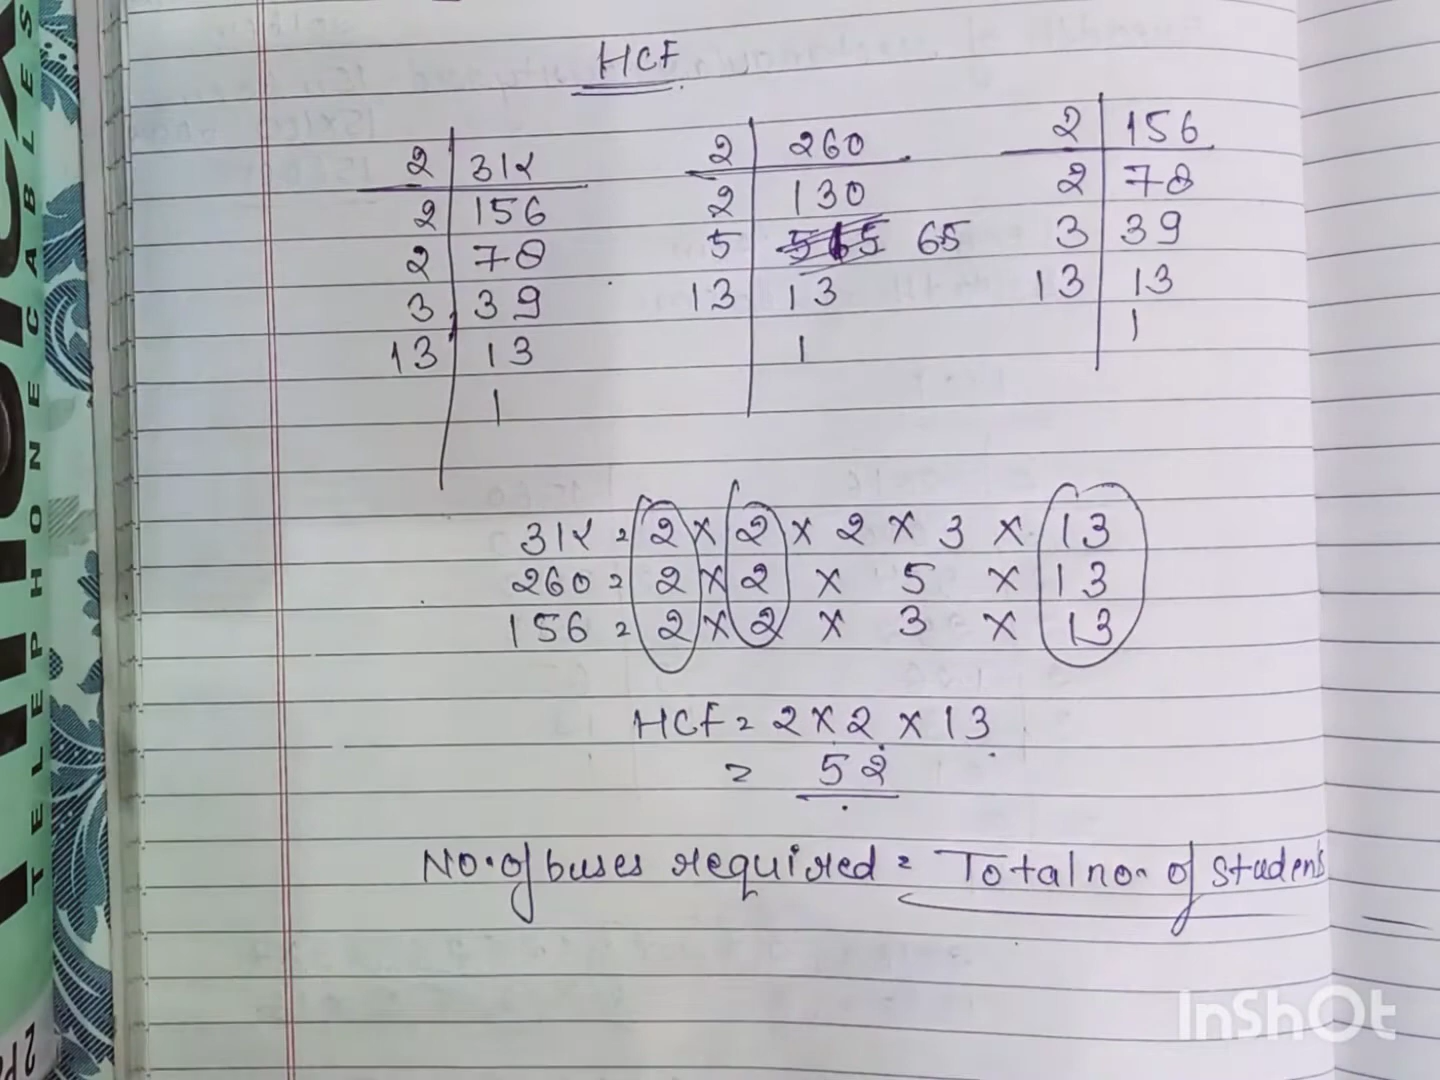 HCF
2 | 312
2 | 156
2 | 78
3 | 39
13 | 13
1
2 | 260
2 | 130
5 | 65
13 | 13
1
2 | 156
2 | 78
3 | 39
13 | 13
1
312 = 2 × 2 × 2 × 3 × 13
260 = 2 × 2 × 5 × 13
156 = 2 × 2 × 3 × 13
HCF = 2 × 2 × 13
= 52
No. of buses required = Total no. of students
TELEPHONE CABLES
InShOt